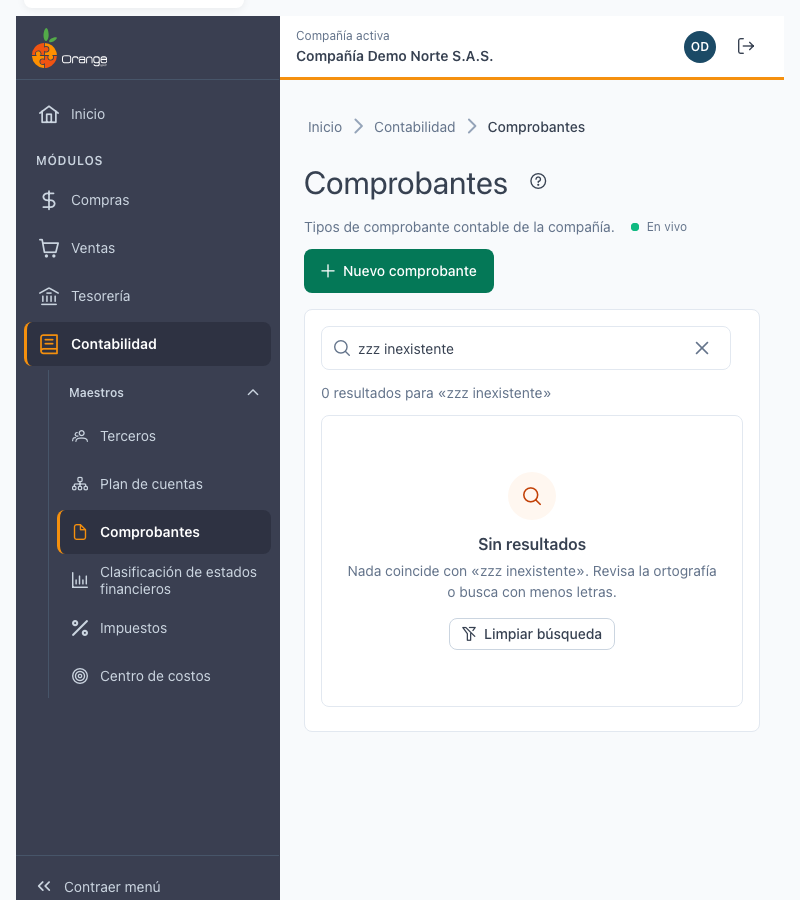 Orange
Compañía activa
Compañía Demo Norte S.A.S.
OD
Inicio
MÓDULOS
Compras
Ventas
Tesorería
Contabilidad
Maestros
Terceros
Plan de cuentas
Comprobantes
Clasificación de estados
financieros
Impuestos
Centro de costos
Contraer menú
Inicio Contabilidad Comprobantes
Comprobantes
Tipos de comprobante contable de la compañía. En vivo
Nuevo comprobante
zzz inexistente
0 resultados para «zzz inexistente»
Sin resultados
Nada coincide con «zzz inexistente». Revisa la ortografía
o busca con menos letras.
Limpiar búsqueda